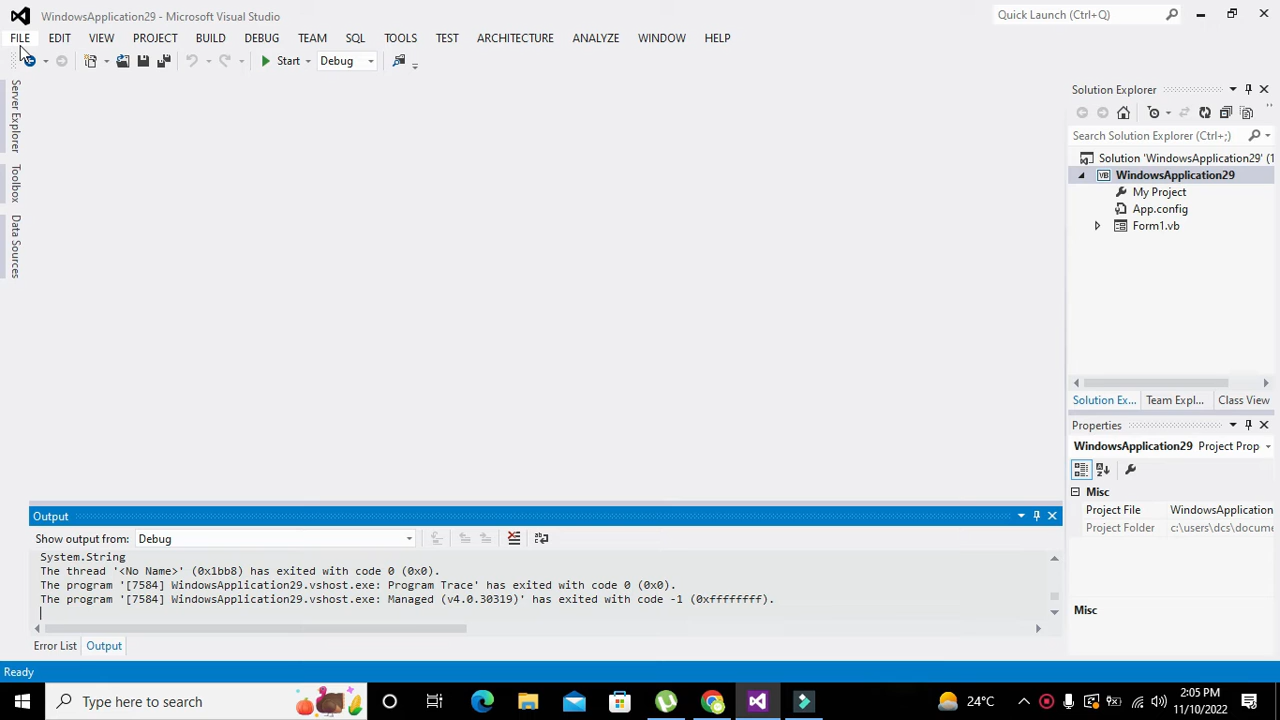 WindowsApplication29 - Microsoft Visual Studio
Quick Launch (Ctrl+Q)
FILE EDIT VIEW PROJECT BUILD DEBUG TEAM SQL TOOLS TEST ARCHITECTURE ANALYZE WINDOW HELP
Start Debug
Server Explorer
Toolbox
Data Sources
Solution Explorer
Search Solution Explorer (Ctrl+;)
Solution 'WindowsApplication29' (1
VB WindowsApplication29
My Project
App.config
Form1.vb
Solution Ex... Team Expl... Class View
Properties
WindowsApplication29 Project Prop
Misc
Project File WindowsApplication
Project Folder c:\users\dcs\docume
Misc
Output
Show output from: Debug
System.String
The thread '<No Name>' (0x1bb8) has exited with code 0 (0x0).
The program '[7584] WindowsApplication29.vshost.exe: Program Trace' has exited with code 0 (0x0).
The program '[7584] WindowsApplication29.vshost.exe: Managed (v4.0.30319)' has exited with code -1 (0xffffffff).
Error List Output
Ready
Type here to search
24°C
2:05 PM
11/10/2022